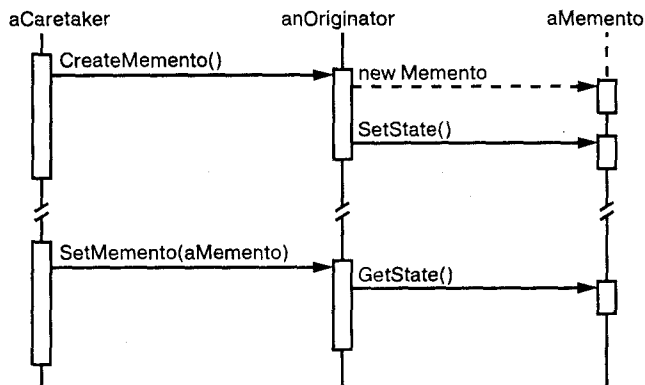 aCaretaker anOriginator aMemento
CreateMemento()
new Memento
SetState()
SetMemento(aMemento)
GetState()